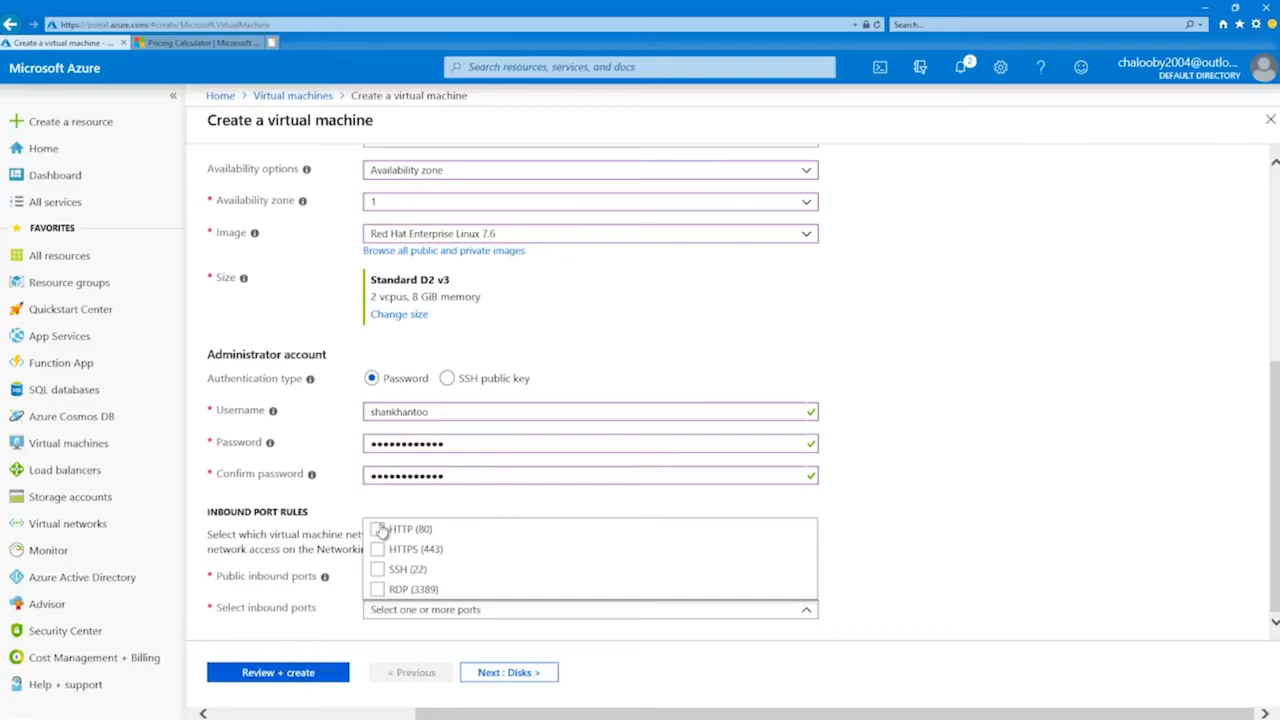 https://portal.azure.com/#create/Microsoft.VirtualMachine
Search...
Create a virtual machine - ...
Pricing Calculator | Microsoft ...
Microsoft Azure
Search resources, services, and docs
2
chalooby2004@outlo...
DEFAULT DIRECTORY
Home > Virtual machines > Create a virtual machine
Create a virtual machine
Create a resource
Home
Dashboard
All services
FAVORITES
All resources
Resource groups
Quickstart Center
App Services
Function App
SQL databases
Azure Cosmos DB
Virtual machines
Load balancers
Storage accounts
Virtual networks
Monitor
Azure Active Directory
Advisor
Security Center
Cost Management + Billing
Help + support
Availability options
Availability zone
* Availability zone
1
* Image
Red Hat Enterprise Linux 7.6
Browse all public and private images
* Size
Standard D2 v3
2 vcpus, 8 GiB memory
Change size
Administrator account
Authentication type
Password
SSH public key
* Username
shankhantoo
* Password
••••••••••••
* Confirm password
••••••••••••
INBOUND PORT RULES
Select which virtual machine net
network access on the Networkin
HTTP (80)
HTTPS (443)
SSH (22)
RDP (3389)
* Public inbound ports
* Select inbound ports
Select one or more ports
Review + create
< Previous
Next : Disks >